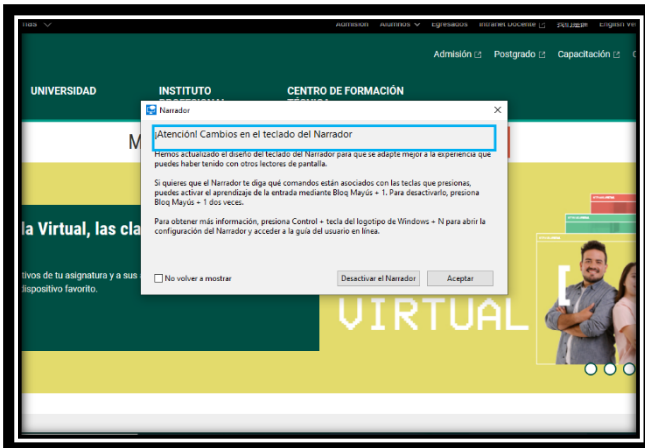 Admisión Alumnos Egresados Intranet Docente English Ve
Admisión Postgrado Capacitación
UNIVERSIDAD INSTITUTO CENTRO DE FORMACIÓN
Narrador
¡Atención! Cambios en el teclado del Narrador
Hemos actualizado el diseño del teclado del Narrador para que se adapte mejor a la experiencia que
puedes haber tenido con otros lectores de pantalla.
Si quieres que el Narrador te diga qué comandos están asociados con las teclas que presionas,
puedes activar el aprendizaje de la entrada mediante Bloq Mayús + 1. Para desactivarlo, presiona
Bloq Mayús + 1 dos veces.
Para obtener más información, presiona Control + tecla del logotipo de Windows + N para abrir la
configuración del Narrador y acceder a la guía del usuario en línea.
No volver a mostrar Desactivar el Narrador Aceptar
M
la Virtual, las cla
tivos de tu asignatura y a sus
dispositivo favorito.
VIRTUAL